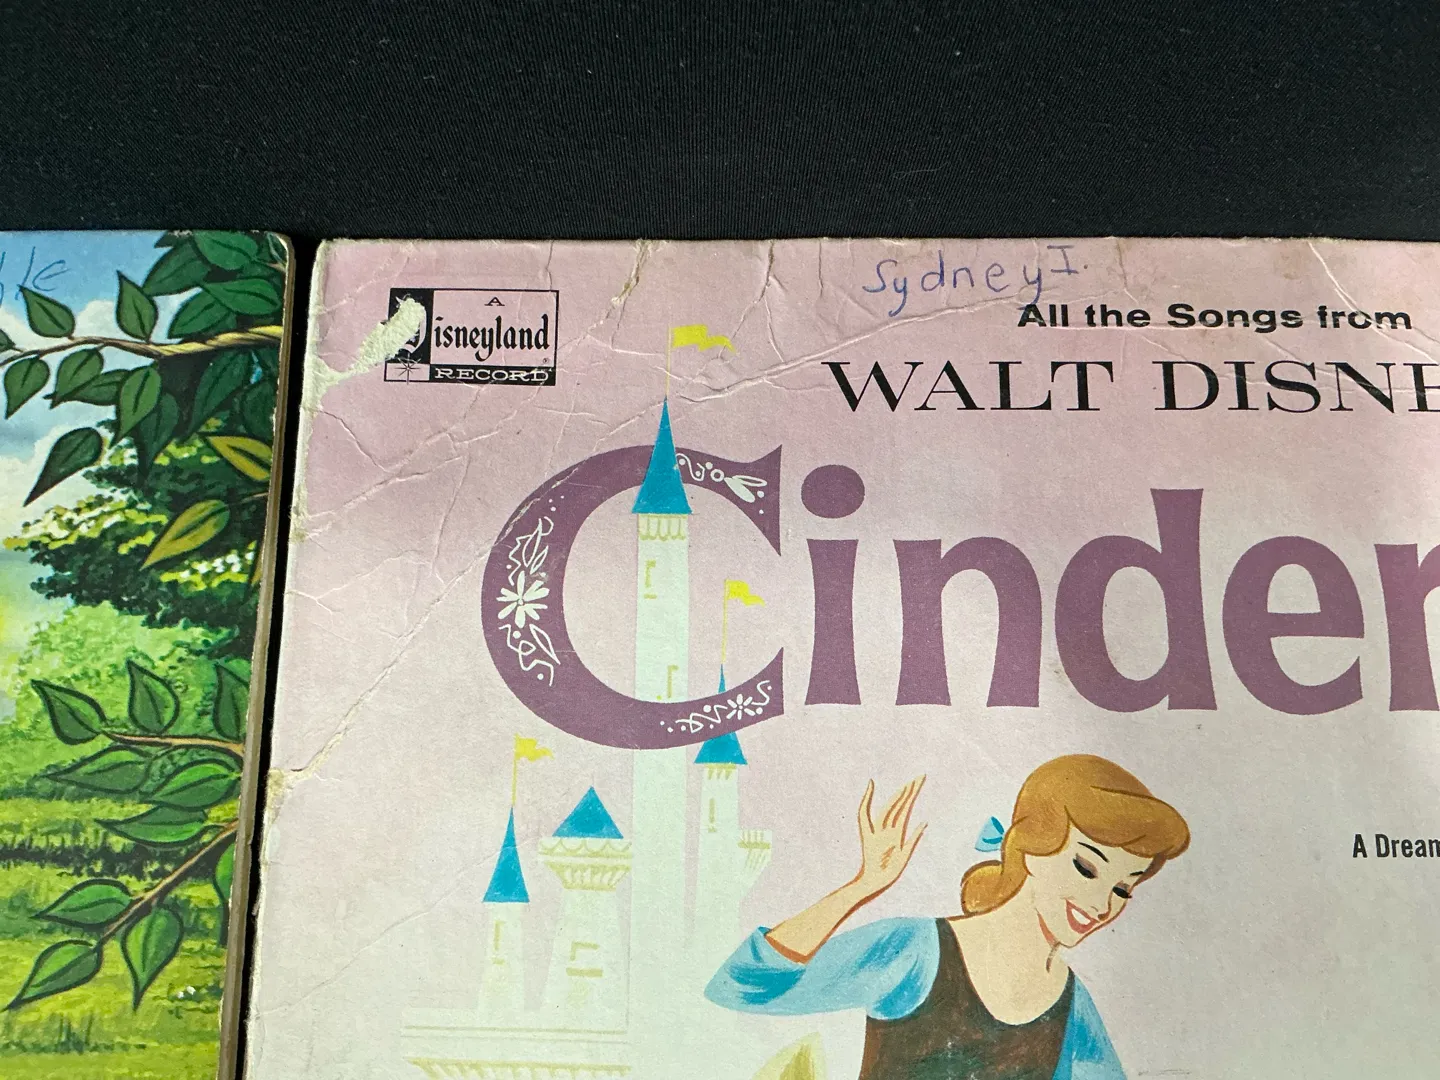 Sydney I.
A
Disneyland
RECORD
All the Songs from
WALT DISNE
Cinder
A Dream